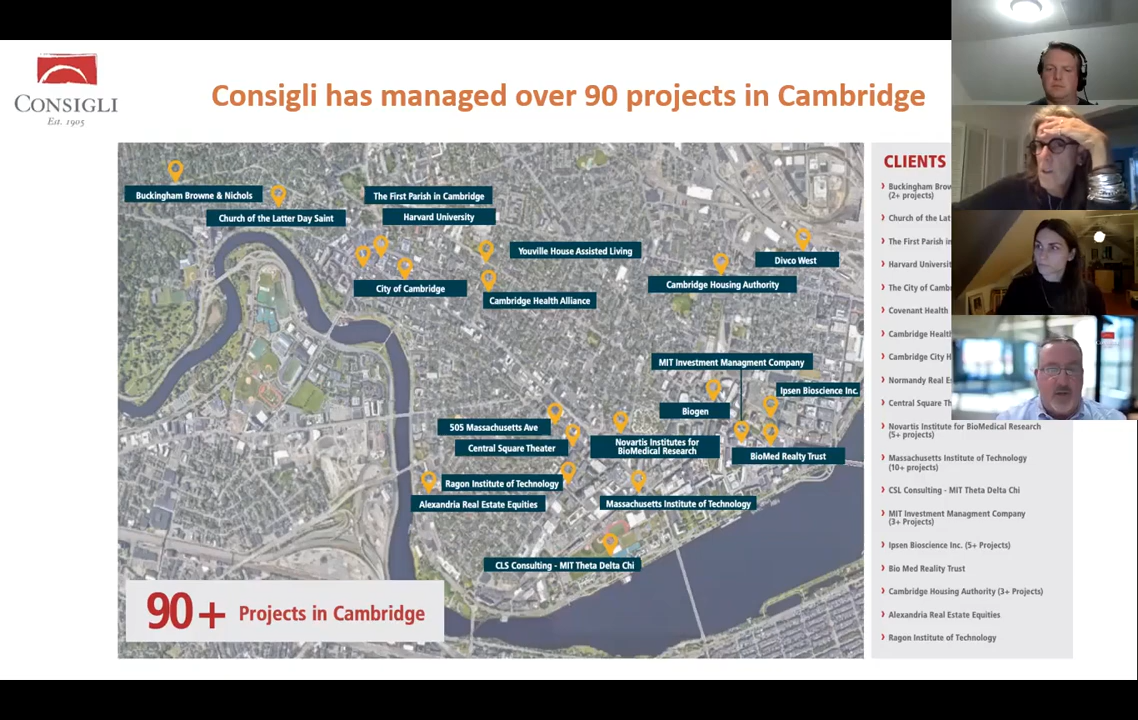 CONSIGLI
Est. 1905
Consigli has managed over 90 projects in Cambridge
Buckingham Browne & Nichols
Church of the Latter Day Saint
The First Parish in Cambridge
Harvard University
Youville House Assisted Living
City of Cambridge
Cambridge Health Alliance
Divco West
Cambridge Housing Authority
MIT Investment Managment Company
Ipsen Bioscience Inc.
Biogen
505 Massachusetts Ave
Central Square Theater
Novartis Institutes for
BioMedical Research
BioMed Realty Trust
Ragon Institute of Technology
Alexandria Real Estate Equities
Massachusetts Institute of Technology
CLS Consulting - MIT Theta Delta Chi
90+ Projects in Cambridge
CLIENTS
Buckingham
(2+ projects)
Church of the
The First Parish
Harvard
The City of
Covenant Health
Cambridge
Cambridge City
Normandy Real
Central Square
Novartis Institute for BioMedical Research
(5+ projects)
Massachusetts Institute of Technology
(10+ projects)
CSL Consulting - MIT Theta Delta Chi
MIT Investment Managment Company
(3+ Projects)
Ipsen Bioscience Inc. (5+ Projects)
Bio Med Reality Trust
Cambridge Housing Authority (3+ Projects)
Alexandria Real Estate Equities
Ragon Institute of Technology